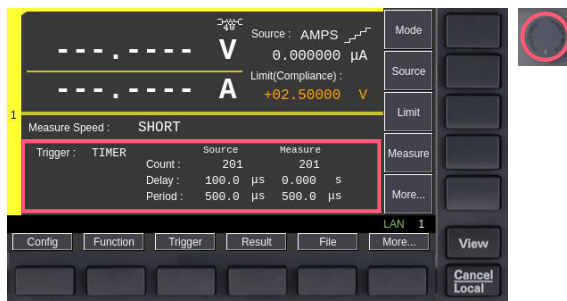 ---.---- V
4W
Source : AMPS
0.000000 µA
---.---- A
Limit(Compliance) :
+02.50000 V
1
Measure Speed : SHORT
Trigger : TIMER
Source Measure
Count : 201 201
Delay : 100.0 µs 0.000 s
Period : 500.0 µs 500.0 µs
Mode
Source
Limit
Measure
More...
LAN 1
Config Function Trigger Result File More...
View
Cancel
Local